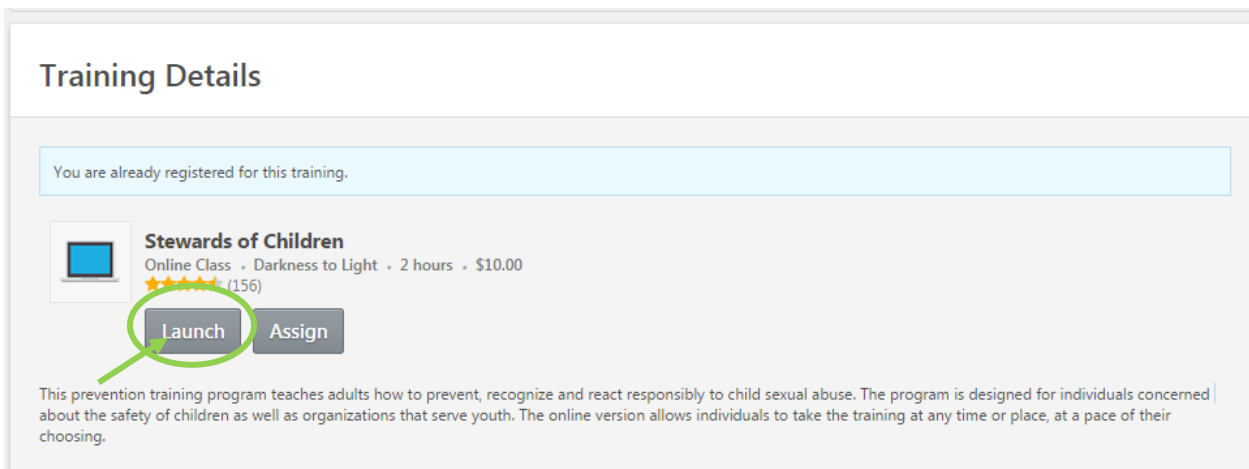 Training Details
You are already registered for this training.
Stewards of Children
Online Class • Darkness to Light • 2 hours • $10.00
(156)
Launch Assign
This prevention training program teaches adults how to prevent, recognize and react responsibly to child sexual abuse. The program is designed for individuals concerned
about the safety of children as well as organizations that serve youth. The online version allows individuals to take the training at any time or place, at a pace of their
choosing.